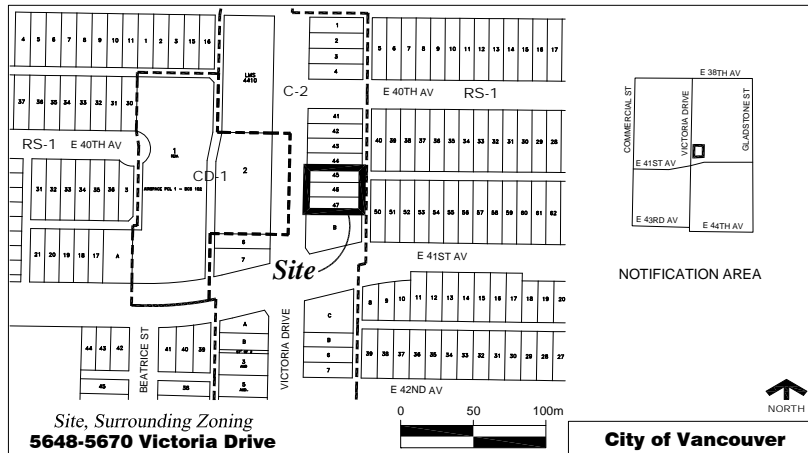 4 5 6 7 8 9 10 11 1 2 3 15 16
LMS
4410
1
2
3
4
5 6 7 8 9 10 11 12 13 14 15 16 17
C-2
E 40TH AV RS-1
37 36 35 34 33 32 31 30
RS-1 E 40TH AV
1
CD-1
2
41
42
43
44
45
46
47
B
40 39 38 37 36 35 34 33 32 31 30 29 28
31 32 33 34 35 36 3
50 51 52 53 54 55 56 57 58 59 60 61 62
21 20 19 18 17 A
6
7
E 41ST AV
Site
8 9 10 11 12 13 14 15 16 17 18 19 20
BEATRICE ST
VICTORIA DRIVE
44 43 42
45
41 40 39
38
A
B
3
5
C
B
6
7
39 38 37 36 35 34 33 32 31 30 29 28 27
E 42ND AV
E 38TH AV
COMMERCIAL ST
VICTORIA DRIVE
GLADSTONE ST
E 41ST AV
E 43RD AV
E 44TH AV
NOTIFICATION AREA
NORTH
Site, Surrounding Zoning
5648-5670 Victoria Drive
0 50 100m
City of Vancouver